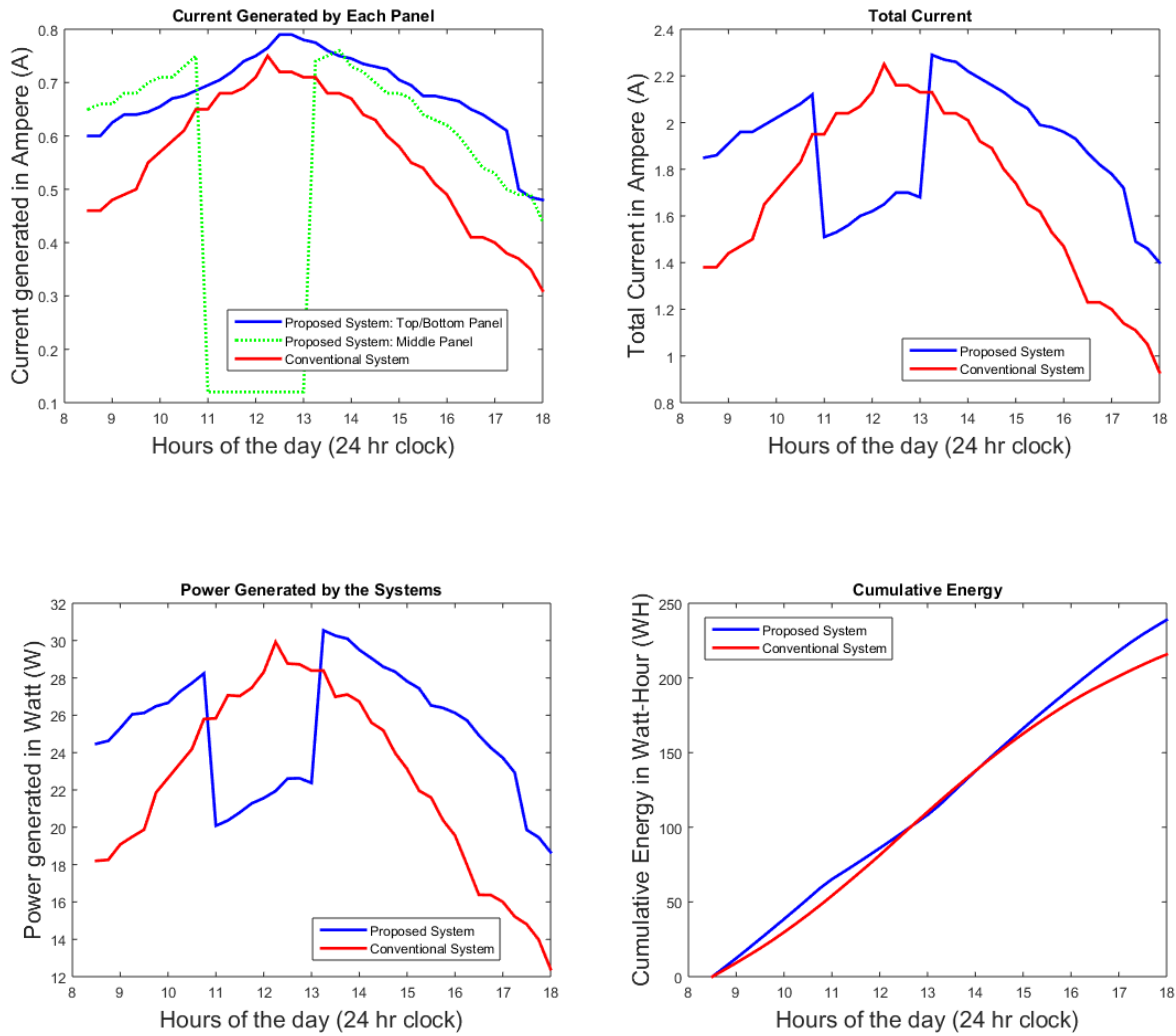 Current Generated by Each Panel
Current generated in Ampere (A)
0.8
0.7
0.6
0.5
0.4
0.3
0.2
0.1
Proposed System: Top/Bottom Panel
Proposed System: Middle Panel
Conventional System
8 9 10 11 12 13 14 15 16 17 18
Hours of the day (24 hr clock)
Total Current
Total Current in Ampere (A)
2.4
2.2
2
1.8
1.6
1.4
1.2
1
0.8
Proposed System
Conventional System
8 9 10 11 12 13 14 15 16 17 18
Hours of the day (24 hr clock)
Power Generated by the Systems
Power generated in Watt (W)
32
30
28
26
24
22
20
18
16
14
12
Proposed System
Conventional System
8 9 10 11 12 13 14 15 16 17 18
Hours of the day (24 hr clock)
Cumulative Energy
Cumulative Energy in Watt-Hour (WH)
250
200
150
100
50
0
Proposed System
Conventional System
8 9 10 11 12 13 14 15 16 17 18
Hours of the day (24 hr clock)